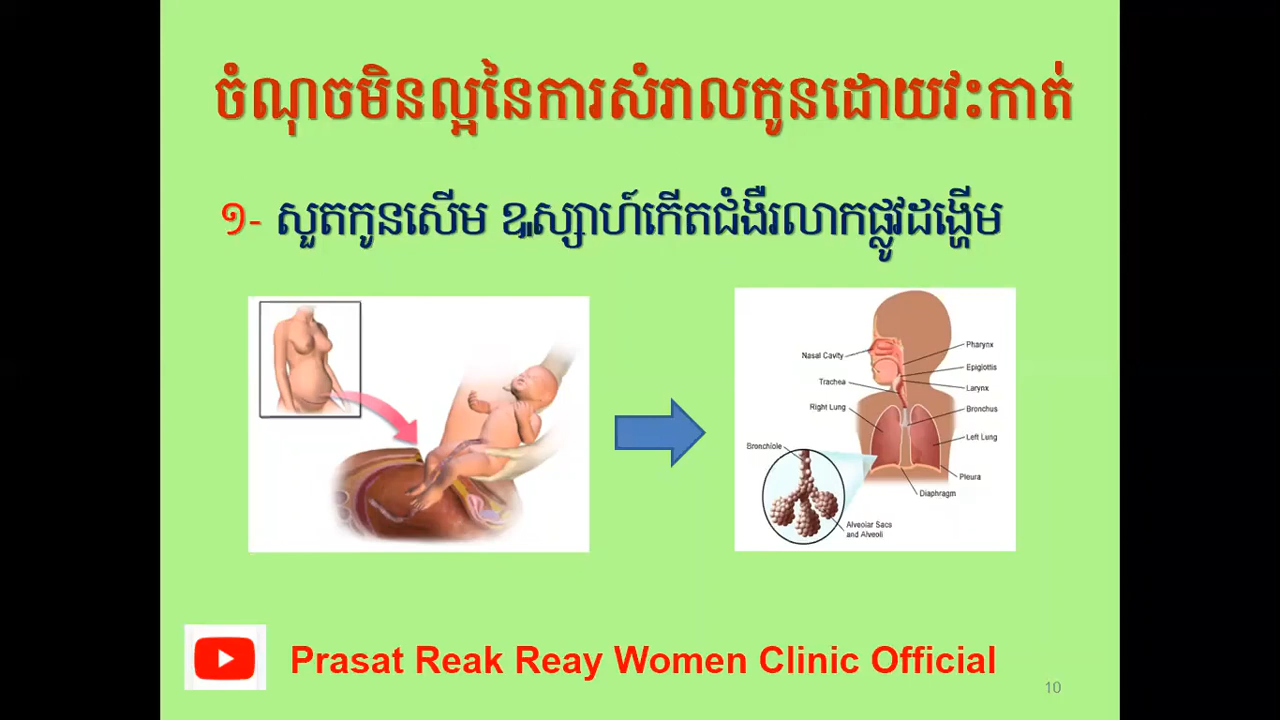 ចំណុចមិនល្អនៃការសំរាលកូនដោយវះកាត់
១- សួតកូនសើម ឧស្សាហ៍កើតជំងឺរលាកផ្លូវដង្ហើម
Nasal Cavity
Trachea
Right Lung
Bronchiole
Pharynx
Epiglottis
Larynx
Bronchus
Left Lung
Pleura
Diaphragm
Alveolar Sacs
and Alveoli
Prasat Reak Reay Women Clinic Official
10